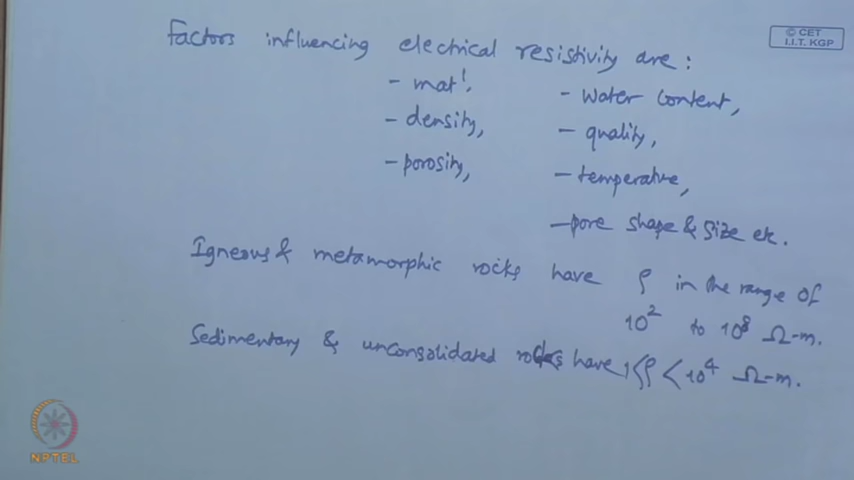 © CET
I.I.T. KGP
Factors influencing electrical resistivity are :
- mat'l,
- density,
- porosity,
- water content,
- quality,
- temperature,
- pore shape & size etc.
Igneous & metamorphic rocks have ρ in the range of
10² to 10⁸ Ω-m.
Sedimentary & unconsolidated rocks have 1<ρ<10⁴ Ω-m.
NPTEL